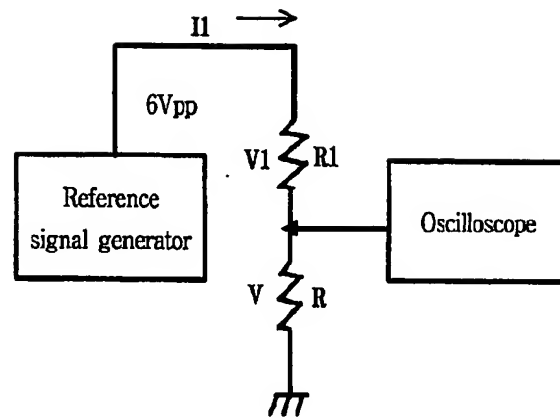 I1
6Vpp
V1 R1
Reference
signal generator
Oscilloscope
V R